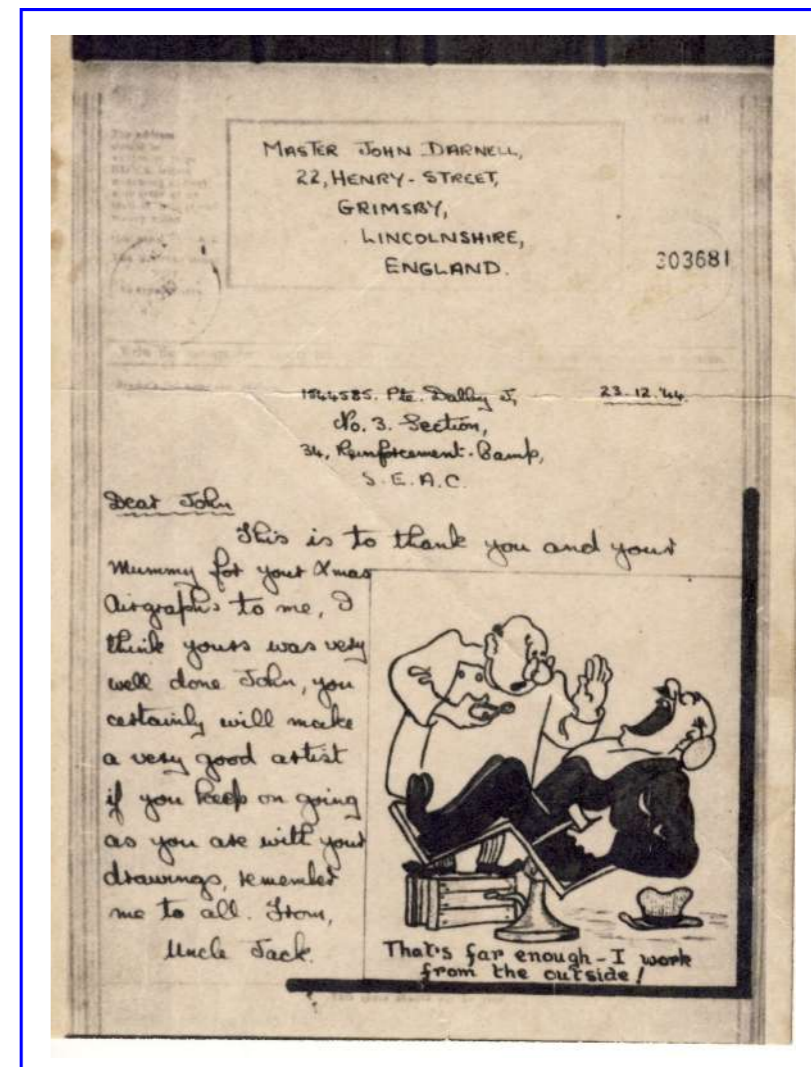 MASTER JOHN DARNELL,
22, HENRY-STREET,
GRIMSBY,
LINCOLNSHIRE,
ENGLAND.
303681
1544585. Pte. Dalby J,
23.12.'44.
No. 3. Section,
34, Reinforcement-Camp,
S.E.A.C.
Dear John
This is to thank you and your
Mummy for your Xmas
Airgraphs to me, I
think yours was very
well done John, you
certainly will make
a very good artist
if you keep on going
as you are with your
drawings, remember
me to all. From,
Uncle Jack.
That's far enough - I work
from the outside!